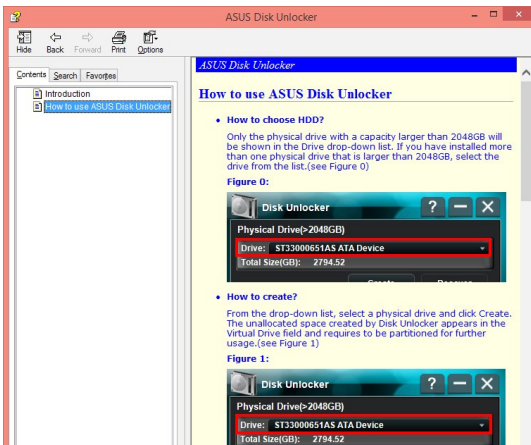 ASUS Disk Unlocker
Hide Back Forward Print Options
Contents Search Favorites
Introduction
How to use ASUS Disk Unlocker
ASUS Disk Unlocker
How to use ASUS Disk Unlocker
How to choose HDD?
Only the physical drive with a capacity larger than 2048GB will
be shown in the Drive drop-down list. If you have installed more
than one physical drive that is larger than 2048GB, select the
drive from the list.(see Figure 0)
Figure 0:
Disk Unlocker ? — X
Physical Drive(>2048GB)
Drive: ST33000651AS ATA Device
Total Size(GB): 2794.52
How to create?
From the drop-down list, select a physical drive and click Create.
The unallocated space created by Disk Unlocker appears in the
Virtual Drive field and requires to be partitioned for further
usage.(see Figure 1)
Figure 1:
Disk Unlocker ? — X
Physical Drive(>2048GB)
Drive: ST33000651AS ATA Device
Total Size(GB): 2794.52